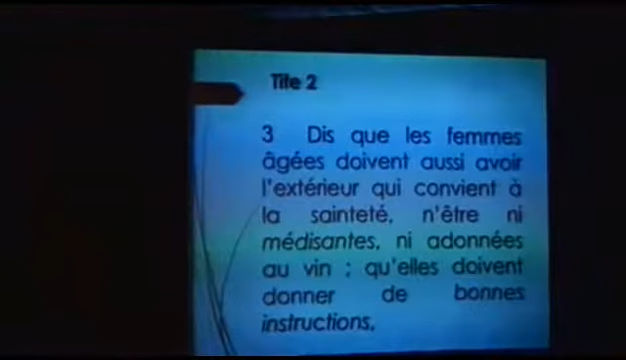 Tite 2
3 Dis que les femmes
âgées doivent aussi avoir
l'extérieur qui convient à
la sainteté, n'être ni
médisantes, ni adonnées
au vin ; qu'elles doivent
donner de bonnes
instructions,